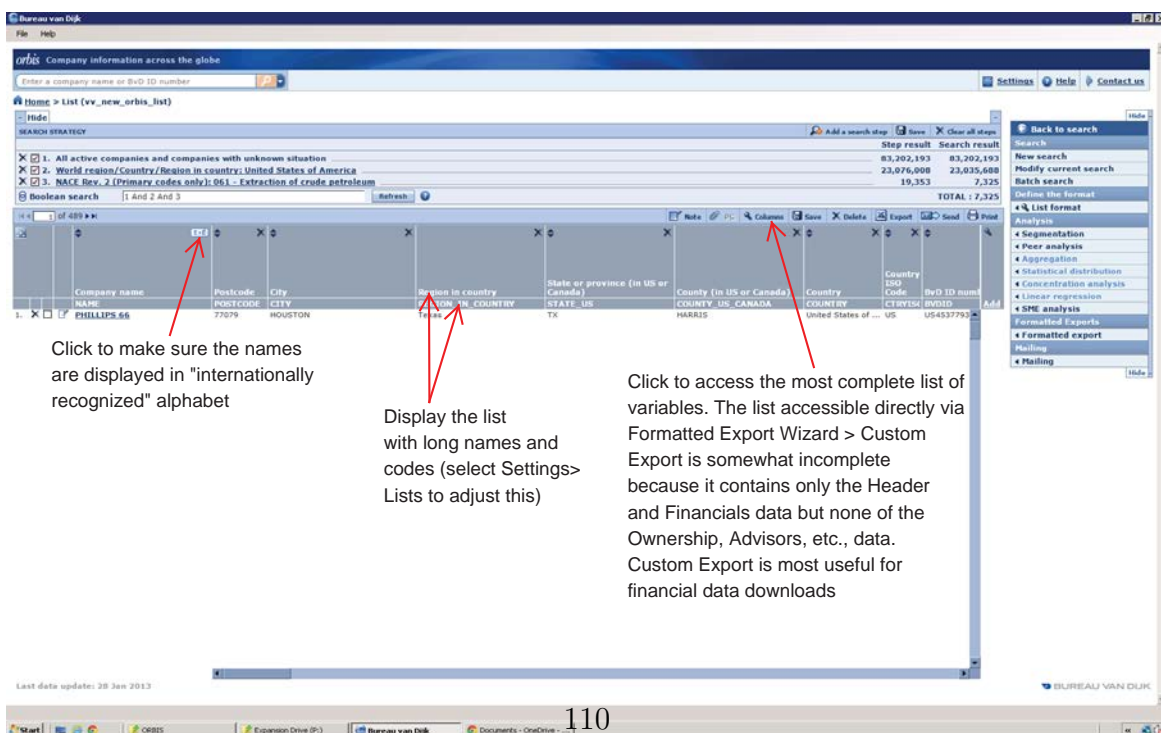 Bureau van Dijk
File Help
orbis Company information across the globe
Enter a company name or BvD ID number
Settings Help Contact us
Home > List (vv_new_orbis_list)
Hide
SEARCH STRATEGY
Add a search step Save Clear all steps
Step result Search result
1. All active companies and companies with unknown situation 83,202,193 83,202,193
2. World region/Country/Region in country: United States of America 23,076,008 23,035,688
3. NACE Rev. 2 (Primary codes only): 061 - Extraction of crude petroleum 19,353 7,325
Boolean search 1 And 2 And 3 Refresh TOTAL : 7,325
1 of 489
Note Columns Save Delete Export Send Print
Company name Postcode City Region in country State or province (in US or Canada) County (in US or Canada) Country Country ISO Code BvD ID numb
NAME POSTCODE CITY REGION_IN_COUNTRY STATE_US COUNTY_US_CANADA COUNTRY CTRYISO BVDID Add
1. PHILLIPS 66 77079 HOUSTON Texas TX HARRIS United States of ... US US4537793
Hide
Back to search
Search
New search
Modify current search
Batch search
Define the format
List format
Analysis
Segmentation
Peer analysis
Aggregation
Statistical distribution
Concentration analysis
Linear regression
SME analysis
Formatted Exports
Formatted export
Mailing
Mailing
Hide
Click to make sure the names
are displayed in "internationally
recognized" alphabet
Display the list
with long names and
codes (select Settings>
Lists to adjust this)
Click to access the most complete list of
variables. The list accessible directly via
Formatted Export Wizard > Custom
Export is somewhat incomplete
because it contains only the Header
and Financials data but none of the
Ownership, Advisors, etc., data.
Custom Export is most useful for
financial data downloads
Last data update: 28 Jan 2013
BUREAU VAN DIJK
110
Start ORBIS Expansion Drive (P:) Bureau van Dijk Documents - OneDrive -